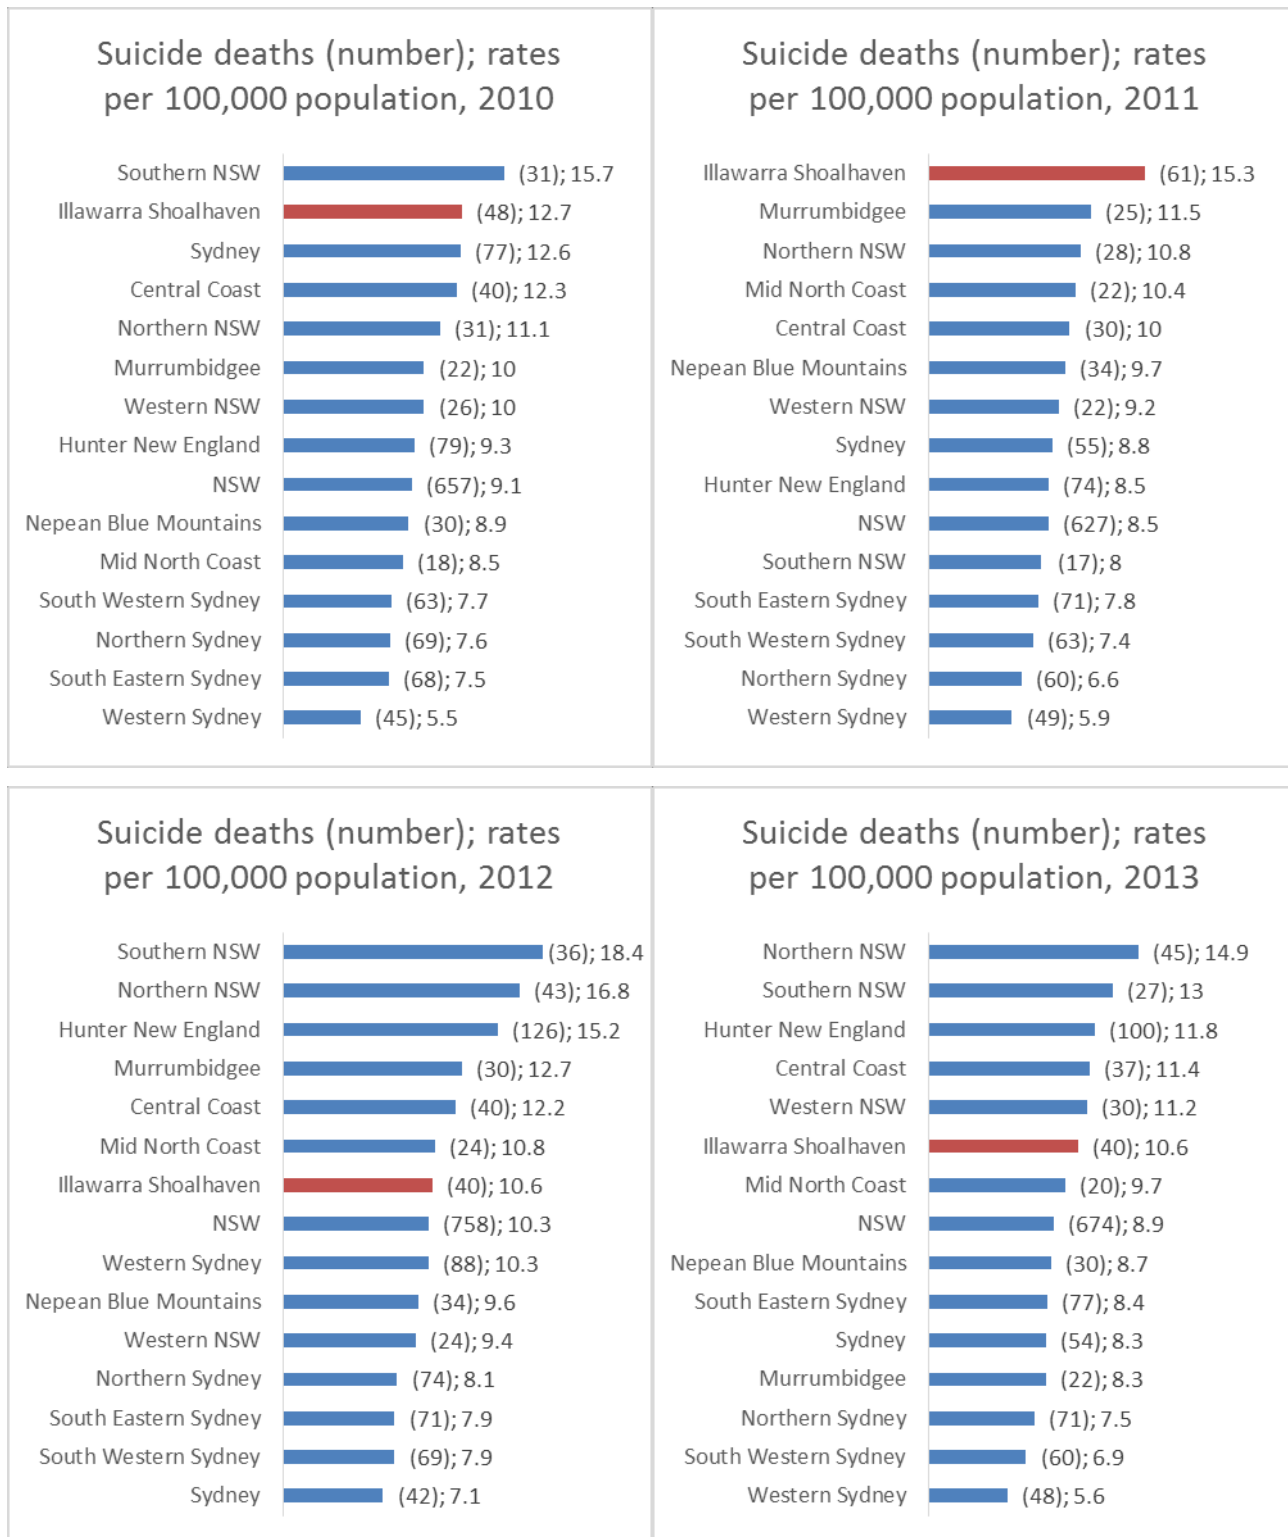 Suicide deaths (number); rates
per 100,000 population, 2010
Southern NSW (31); 15.7
Illawarra Shoalhaven (48); 12.7
Sydney (77); 12.6
Central Coast (40); 12.3
Northern NSW (31); 11.1
Murrumbidgee (22); 10
Western NSW (26); 10
Hunter New England (79); 9.3
NSW (657); 9.1
Nepean Blue Mountains (30); 8.9
Mid North Coast (18); 8.5
South Western Sydney (63); 7.7
Northern Sydney (69); 7.6
South Eastern Sydney (68); 7.5
Western Sydney (45); 5.5
Suicide deaths (number); rates
per 100,000 population, 2011
Illawarra Shoalhaven (61); 15.3
Murrumbidgee (25); 11.5
Northern NSW (28); 10.8
Mid North Coast (22); 10.4
Central Coast (30); 10
Nepean Blue Mountains (34); 9.7
Western NSW (22); 9.2
Sydney (55); 8.8
Hunter New England (74); 8.5
NSW (627); 8.5
Southern NSW (17); 8
South Eastern Sydney (71); 7.8
South Western Sydney (63); 7.4
Northern Sydney (60); 6.6
Western Sydney (49); 5.9
Suicide deaths (number); rates
per 100,000 population, 2012
Southern NSW (36); 18.4
Northern NSW (43); 16.8
Hunter New England (126); 15.2
Murrumbidgee (30); 12.7
Central Coast (40); 12.2
Mid North Coast (24); 10.8
Illawarra Shoalhaven (40); 10.6
NSW (758); 10.3
Western Sydney (88); 10.3
Nepean Blue Mountains (34); 9.6
Western NSW (24); 9.4
Northern Sydney (74); 8.1
South Eastern Sydney (71); 7.9
South Western Sydney (69); 7.9
Sydney (42); 7.1
Suicide deaths (number); rates
per 100,000 population, 2013
Northern NSW (45); 14.9
Southern NSW (27); 13
Hunter New England (100); 11.8
Central Coast (37); 11.4
Western NSW (30); 11.2
Illawarra Shoalhaven (40); 10.6
Mid North Coast (20); 9.7
NSW (674); 8.9
Nepean Blue Mountains (30); 8.7
South Eastern Sydney (77); 8.4
Sydney (54); 8.3
Murrumbidgee (22); 8.3
Northern Sydney (71); 7.5
South Western Sydney (60); 6.9
Western Sydney (48); 5.6